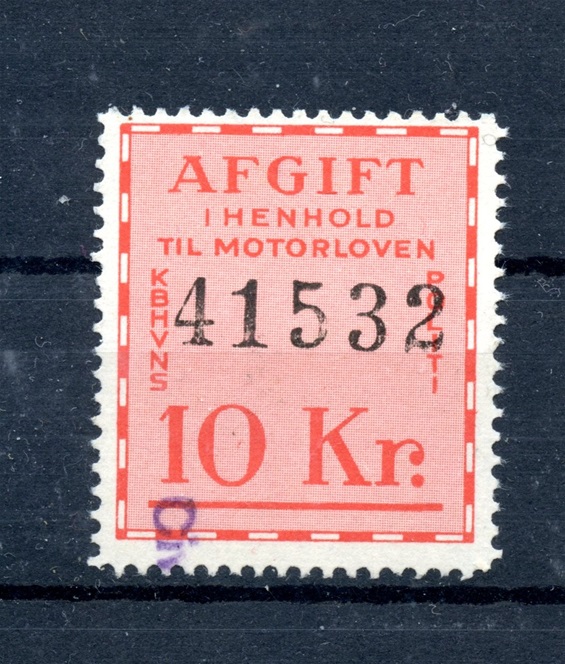 AFGIFT
I HENHOLD
TIL MOTORLOVEN
KBHVNS
41532
POLITI
10 Kr.